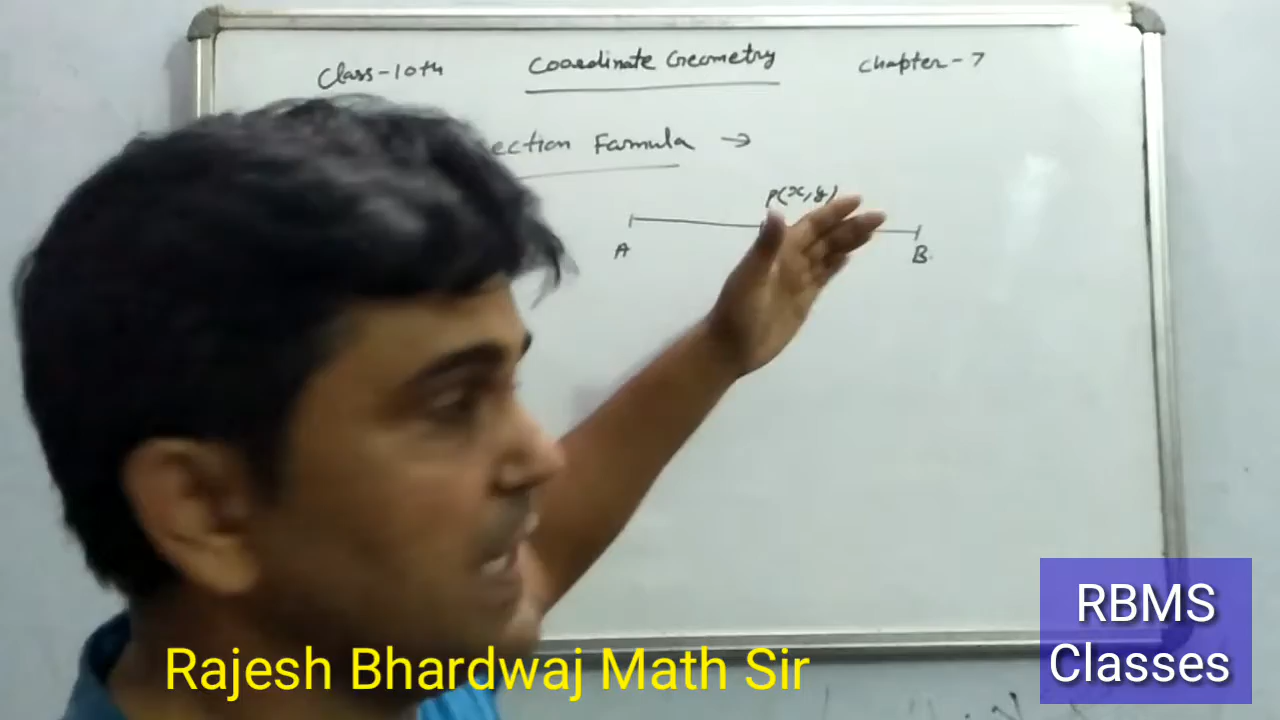 Class-10th Coordinate Geometry Chapter-7
ection Formula →
P(x,y)
A B
RBMS
Classes
Rajesh Bhardwaj Math Sir